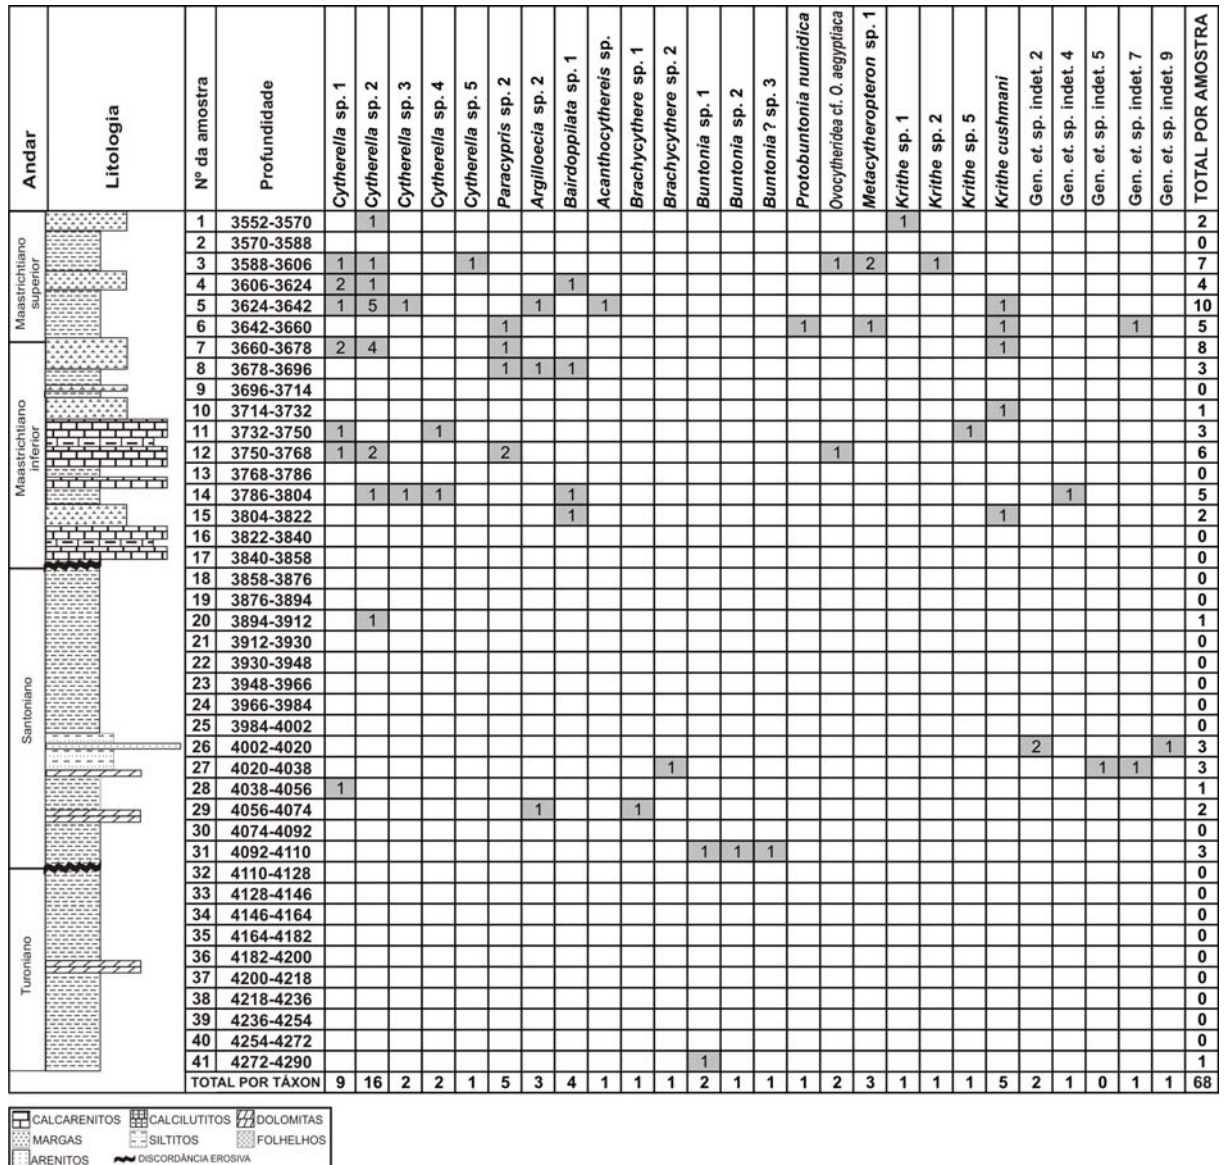 Andar Litologia Nº da amostra Profundidade Cytherella sp. 1 Cytherella sp. 2 Cytherella sp. 3 Cytherella sp. 4 Cytherella sp. 5 Paracypris sp. 2 Argilloecia sp. 2 Bairdoppilata sp. 1 Acanthocythereis sp. Brachycythere sp. 1 Brachycythere sp. 2 Buntonia sp. 1 Buntonia sp. 2 Buntonia ? sp. 3 Protobuntonia numidica Ovocytheridea cf. O. aegyptiaca Metacytheropteron sp. 1 Krithe sp. 1 Krithe sp. 2 Krithe sp. 5 Krithe cushmani Gen. et. sp. indet. 2 Gen. et. sp. indet. 4 Gen. et. sp. indet. 5 Gen. et. sp. indet. 7 Gen. et. sp. indet. 9 TOTAL POR AMOSTRA
Maastrichtiano
superior
1 3552-3570 1 1 2
2 3570-3588 0
3 3588-3606 1 1 1 1 2 1 7
4 3606-3624 2 1 1 4
5 3624-3642 1 5 1 1 1 1 10
6 3642-3660 1 1 1 1 1 5
Maastrichtiano
inferior
7 3660-3678 2 4 1 1 8
8 3678-3696 1 1 1 3
9 3696-3714 0
10 3714-3732 1 1
11 3732-3750 1 1 1 3
12 3750-3768 1 2 2 1 6
13 3768-3786 0
14 3786-3804 1 1 1 1 1 5
15 3804-3822 1 1 2
16 3822-3840 0
17 3840-3858 0
Santoniano
18 3858-3876 0
19 3876-3894 0
20 3894-3912 1 1
21 3912-3930 0
22 3930-3948 0
23 3948-3966 0
24 3966-3984 0
25 3984-4002 0
26 4002-4020 2 1 3
27 4020-4038 1 1 1 3
28 4038-4056 1 1
29 4056-4074 1 1 2
30 4074-4092 0
31 4092-4110 1 1 1 3
Turoniano
32 4110-4128 0
33 4128-4146 0
34 4146-4164 0
35 4164-4182 0
36 4182-4200 0
37 4200-4218 0
38 4218-4236 0
39 4236-4254 0
40 4254-4272 0
41 4272-4290 1 1
TOTAL POR TÁXON 9 16 2 2 1 5 3 4 1 1 1 2 1 1 1 2 3 1 1 1 5 2 1 0 1 1 68
CALCARENITOS CALCILUTITOS DOLOMITAS
MARGAS SILTITOS FOLHELHOS
ARENITOS DISCORDÂNCIA EROSIVA